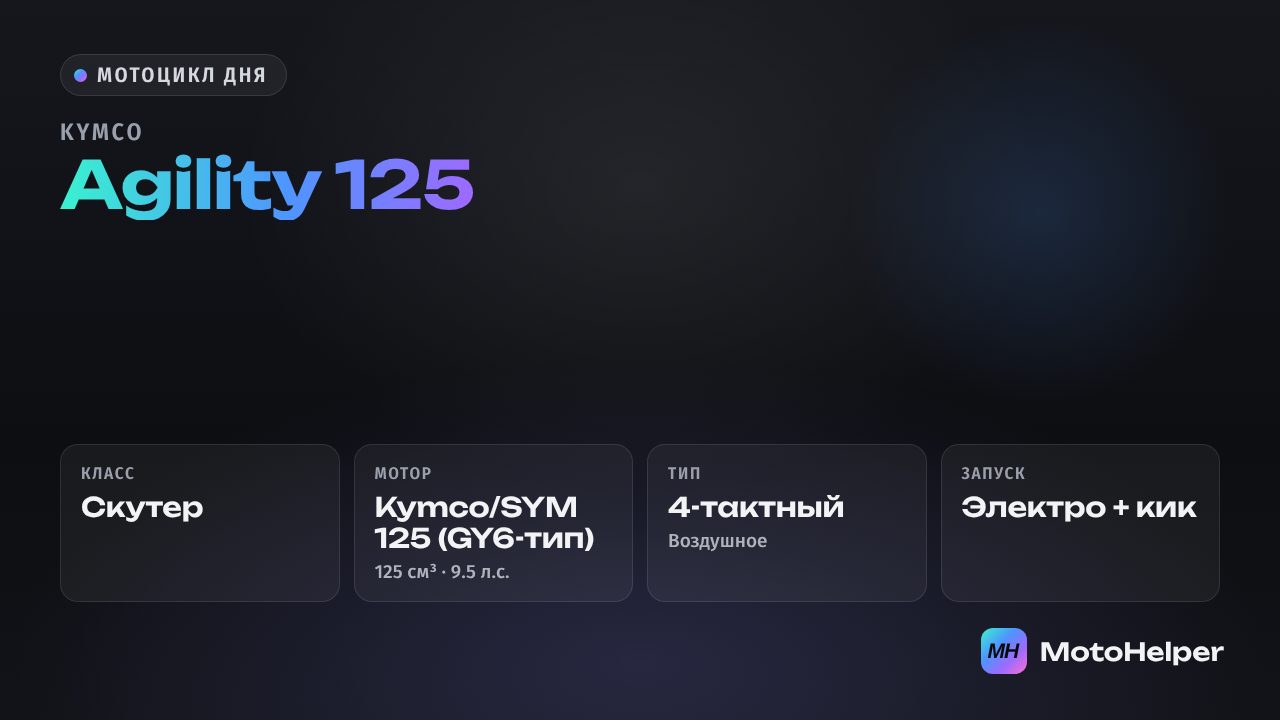 МОТОЦИКЛ ДНЯ
KYMCO
Agility 125
КЛАСС
Скутер
МОТОР
Kymco/SYM
125 (GY6-тип)
125 см³ · 9.5 л.с.
ТИП
4-тактный
Воздушное
ЗАПУСК
Электро + кик
MH MotoHelper